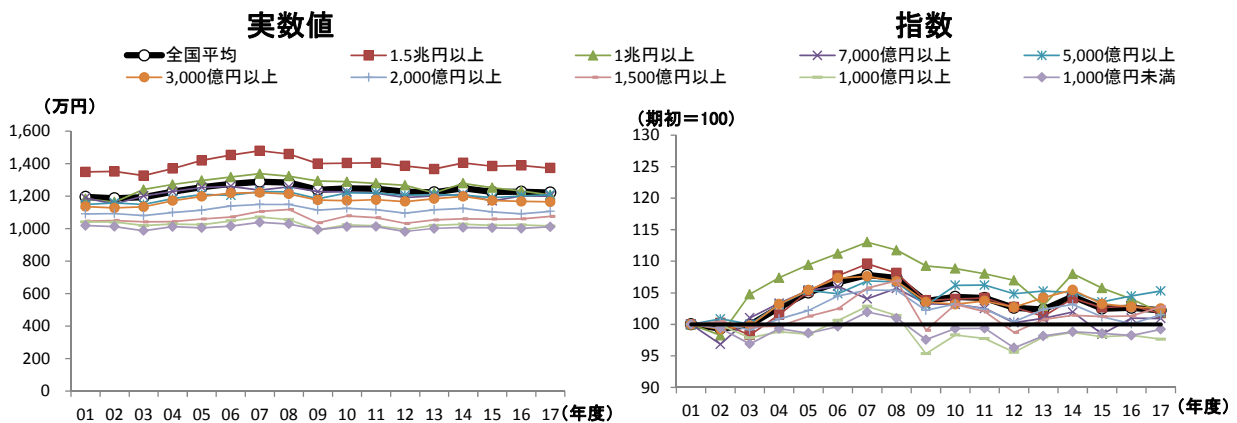 実数値
指数
全国平均 1.5兆円以上 1兆円以上 7,000億円以上 5,000億円以上
3,000億円以上 2,000億円以上 1,500億円以上 1,000億円以上 1,000億円未満
（万円）
1,600
1,400
1,200
1,000
800
600
400
200
0
01 02 03 04 05 06 07 08 09 10 11 12 13 14 15 16 17 （年度）
（期初＝100）
130
125
120
115
110
105
100
95
90
01 02 03 04 05 06 07 08 09 10 11 12 13 14 15 16 17 （年度）